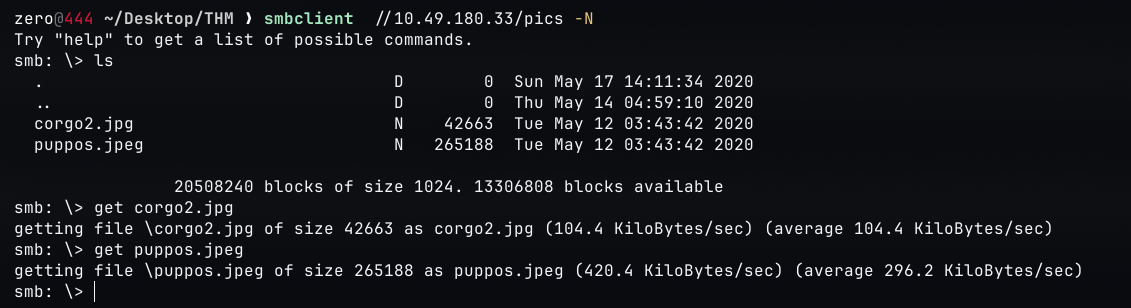 zero@444 ~/Desktop/THM ❯ smbclient  //10.49.180.33/pics -N
Try "help" to get a list of possible commands.
smb: \> ls
  .                                   D        0  Sun May 17 14:11:34 2020
  ..                                  D        0  Thu May 14 04:59:10 2020
  corgo2.jpg                          N    42663  Tue May 12 03:43:42 2020
  puppos.jpeg                         N   265188  Tue May 12 03:43:42 2020
                20508240 blocks of size 1024. 13306808 blocks available
smb: \> get corgo2.jpg
getting file \corgo2.jpg of size 42663 as corgo2.jpg (104.4 KiloBytes/sec) (average 104.4 KiloBytes/sec)
smb: \> get puppos.jpeg
getting file \puppos.jpeg of size 265188 as puppos.jpeg (420.4 KiloBytes/sec) (average 296.2 KiloBytes/sec)
smb: \>